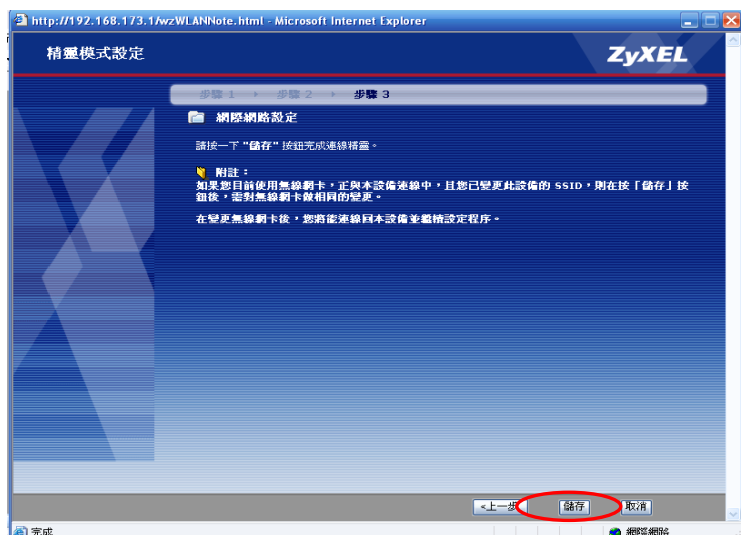 http://192.168.173.1/wzWLANNote.html - Microsoft Internet Explorer
精靈模式設定
ZyXEL
步驟 1 步驟 2 步驟 3
網際網路設定
請按一下 "儲存" 按鈕完成連線精靈。
附註：
如果您目前使用無線網卡，正與本設備連線中，且您已變更此設備的 SSID，則在按「儲存」按
鈕後，需對無線網卡做相同的變更。
在變更無線網卡後，您將能連線回本設備並繼續設定程序。
<上一步 儲存 取消
完成 網際網路